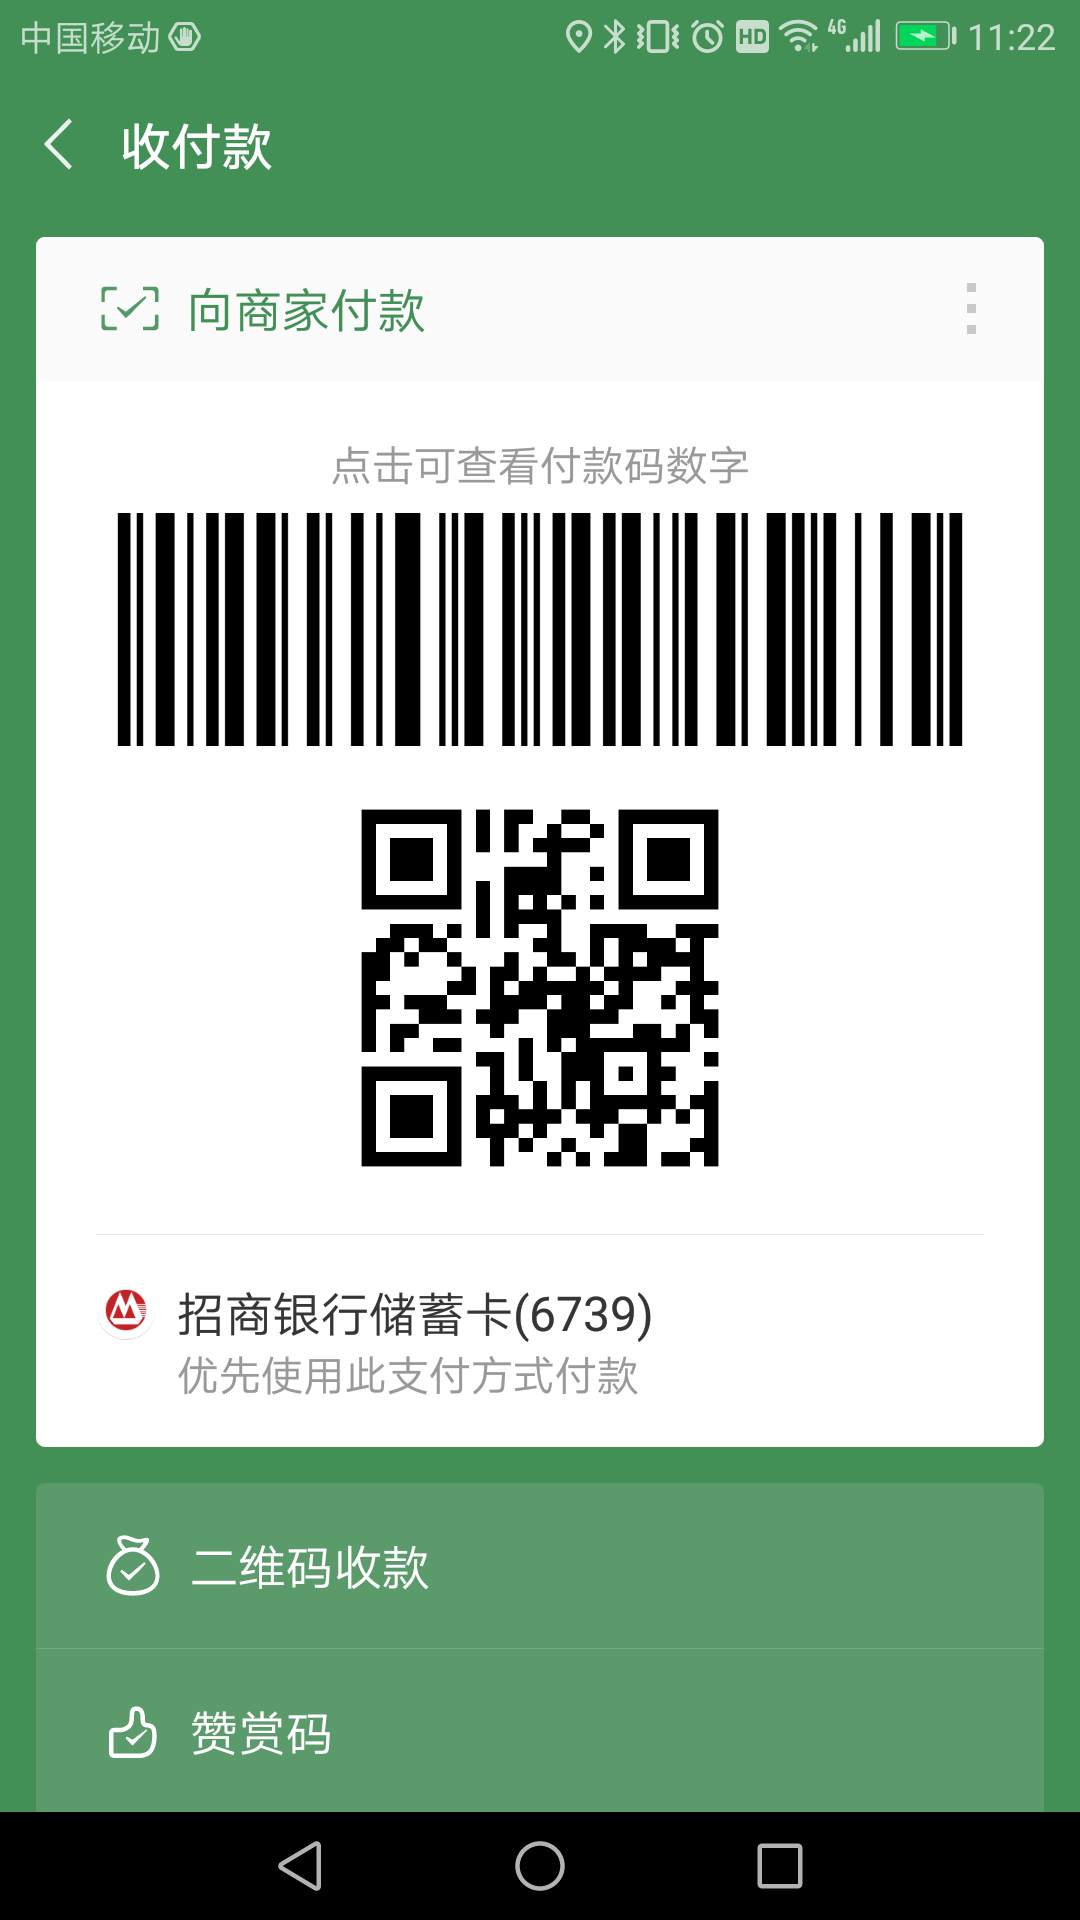 中国移动 HD 4G 11:22
收付款
向商家付款
点击可查看付款码数字
招商银行储蓄卡(6739)
优先使用此支付方式付款
二维码收款
赞赏码